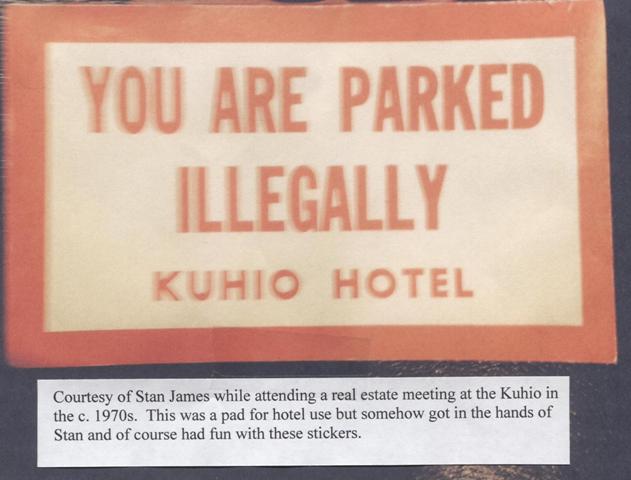 YOU ARE PARKED
ILLEGALLY
KUHIO HOTEL
Courtesy of Stan James while attending a real estate meeting at the Kuhio in
the c. 1970s.  This was a pad for hotel use but somehow got in the hands of
Stan and of course had fun with these stickers.